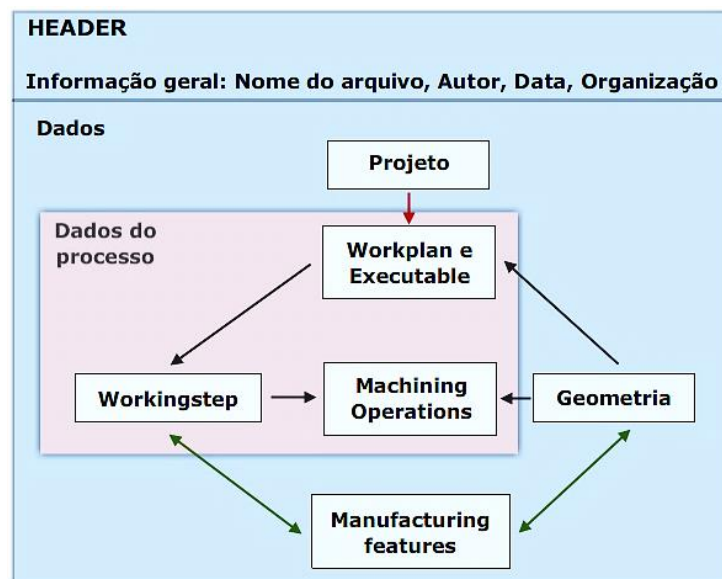 HEADER
Informação geral: Nome do arquivo, Autor, Data, Organização
Dados
Projeto
Dados do
processo
Workplan e
Executable
Workingstep
Machining
Operations
Geometria
Manufacturing
features